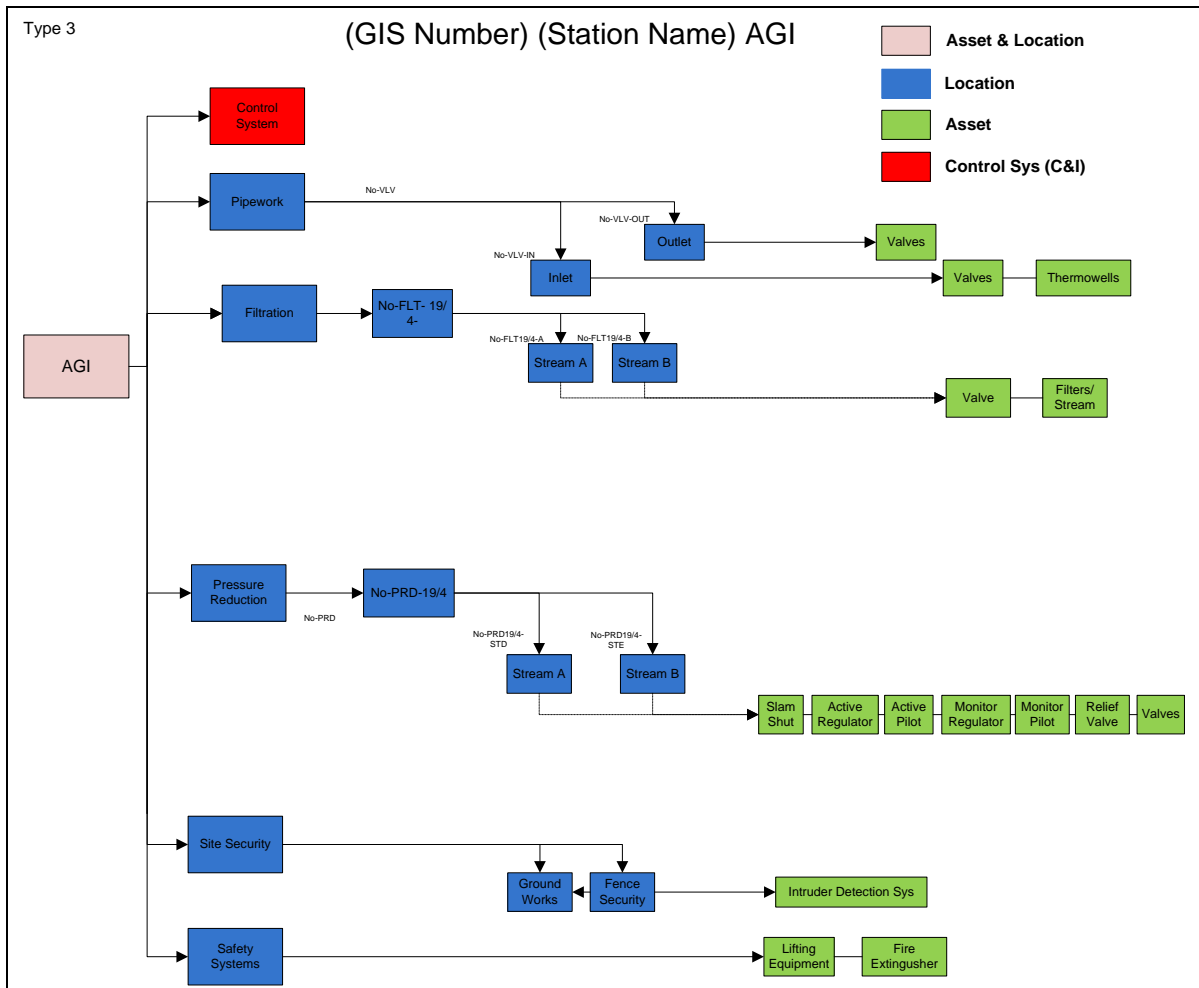 Type 3
(GIS Number) (Station Name) AGI
Asset & Location
Location
Asset
Control Sys (C&I)
Control
System
Pipework
No-VLV
No-VLV-OUT
Outlet
Valves
No-VLV-IN
Inlet
Valves
Thermowells
Filtration
No-FLT- 19/
4-
No-FLT19/4-A
No-FLT19/4-B
Stream A
Stream B
AGI
Valve
Filters/
Stream
Pressure
Reduction
No-PRD
No-PRD-19/4
No-PRD19/4-
STD
No-PRD19/4-
STE
Stream A
Stream B
Slam
Shut
Active
Regulator
Active
Pilot
Monitor
Regulator
Monitor
Pilot
Relief
Valve
Valves
Site Security
Ground
Works
Fence
Security
Intruder Detection Sys
Safety
Systems
Lifting
Equipment
Fire
Extingusher